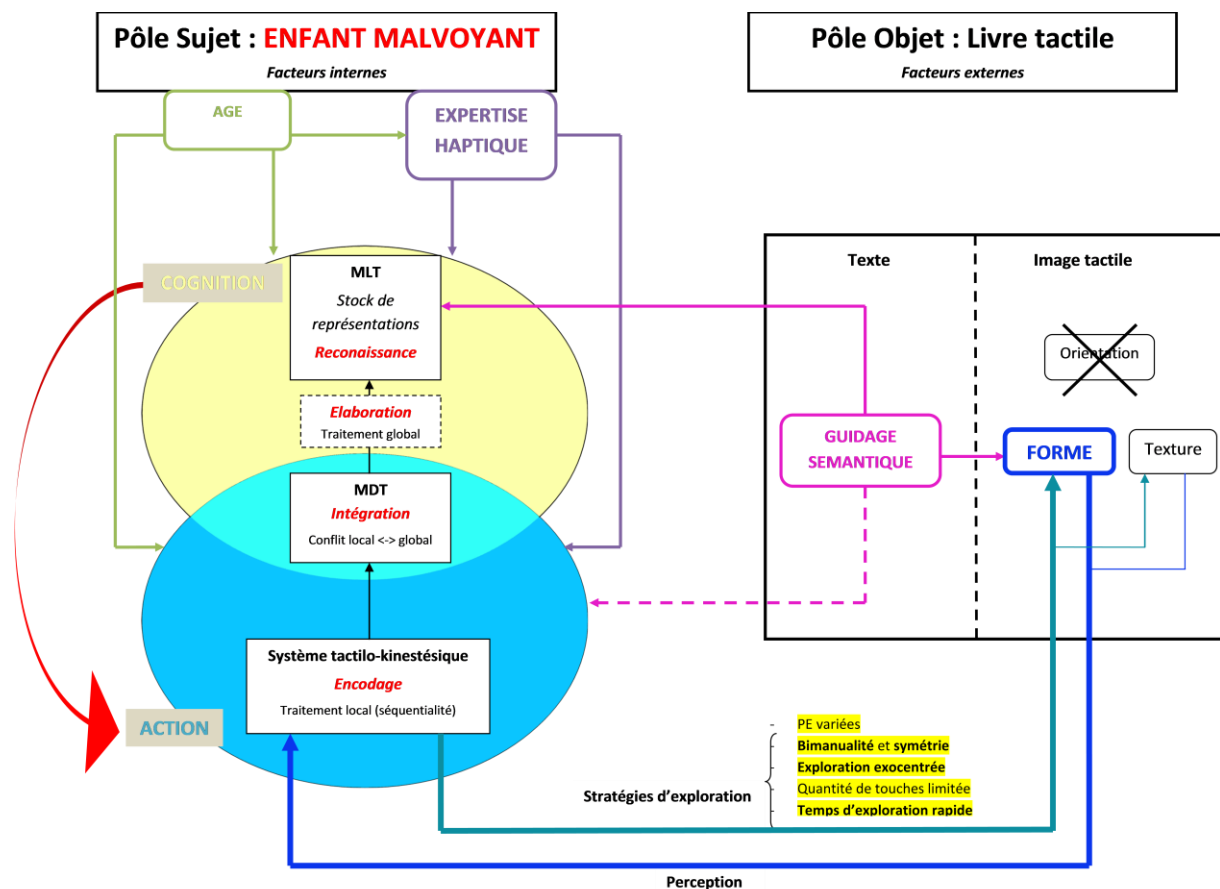 Pôle Sujet : ENFANT MALVOYANT
Facteurs internes
Pôle Objet : Livre tactile
Facteurs externes
AGE
EXPERTISE
HAPTIQUE
COGNITION
MLT
Stock de
représentations
Reconaissance
Elaboration
Traitement global
MDT
Intégration
Conflit local <-> global
Système tactilo-kinestésique
Encodage
Traitement local (séquentialité)
ACTION
Texte
Image tactile
Orientation
GUIDAGE
SEMANTIQUE
FORME
Texture
Stratégies d’exploration
- PE variées
- Bimanualité et symétrie
- Exploration exocentrée
- Quantité de touches limitée
- Temps d’exploration rapide
Perception